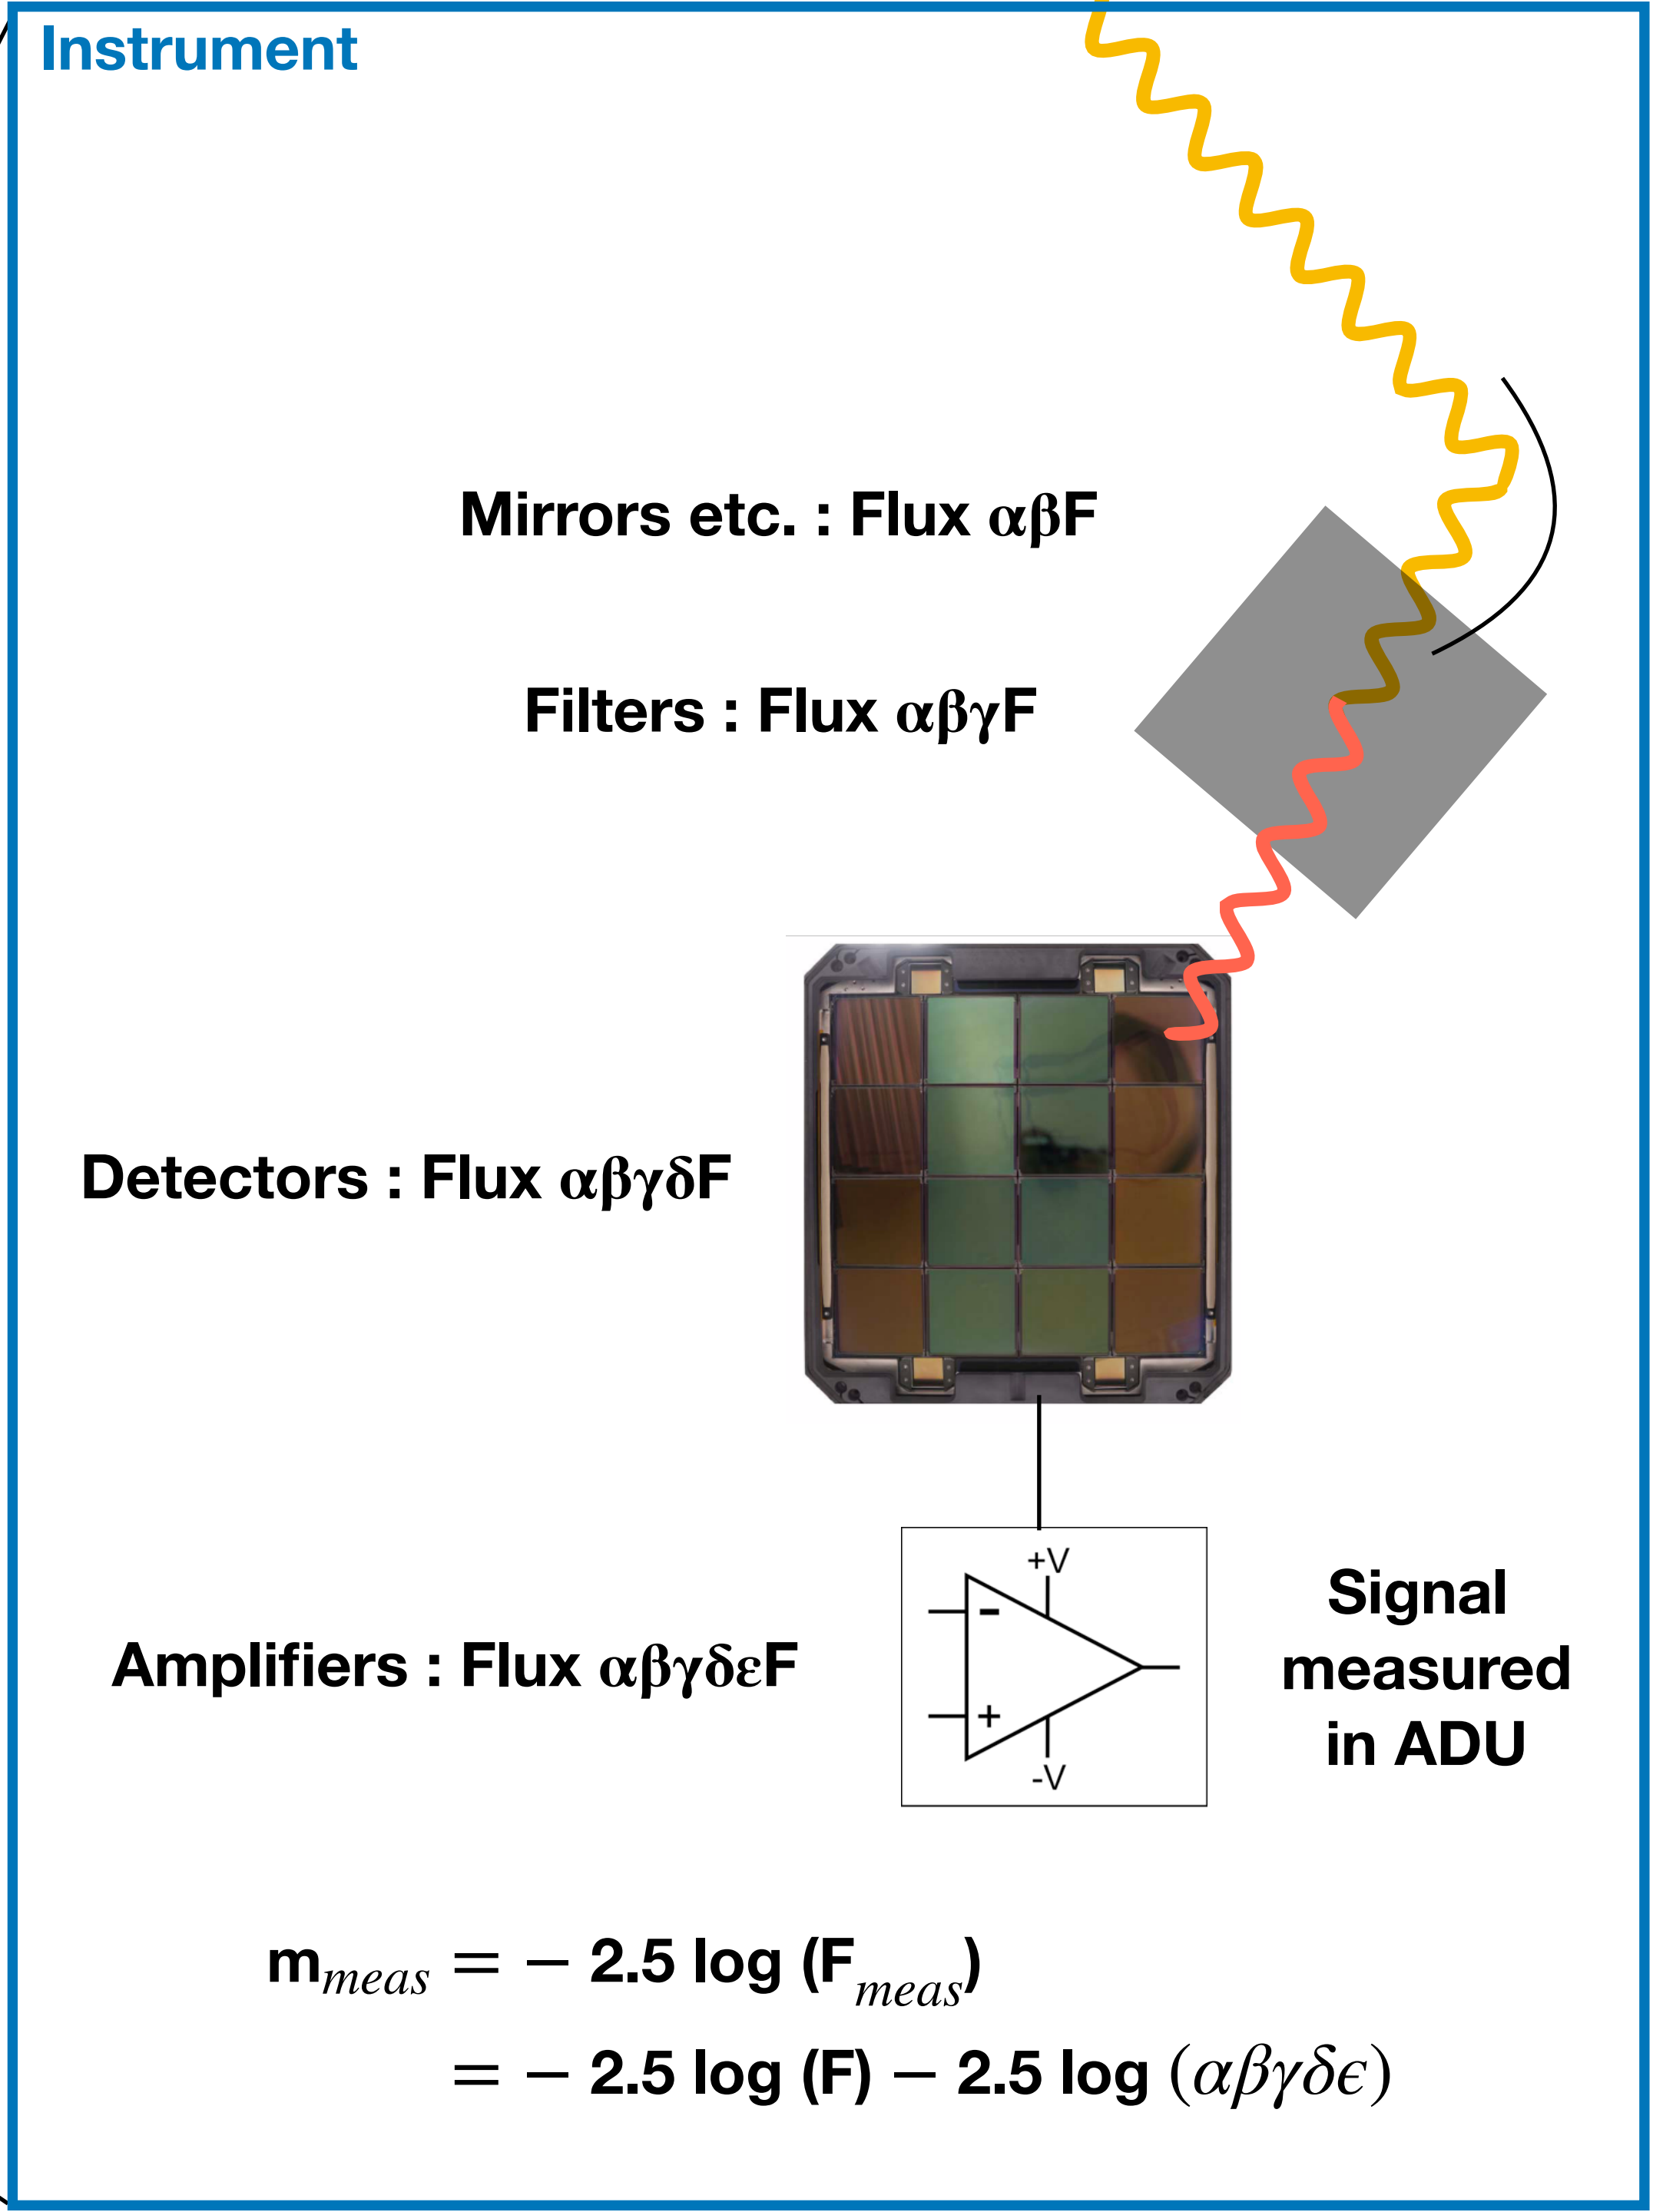 Instrument
Mirrors etc. : Flux αβF
Filters : Flux αβγF
Detectors : Flux αβγδF
+V
-
+
-V
Amplifiers : Flux αβγδεF
Signal
measured
in ADU
m_meas = − 2.5 log (F_meas)
= − 2.5 log (F) − 2.5 log (αβγδϵ)